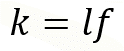 k = lf